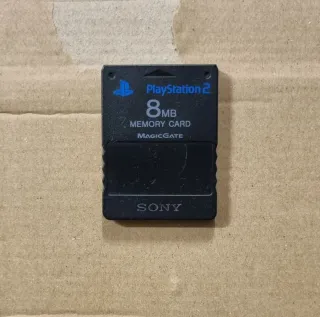 PlayStation 2
8MB
MEMORY CARD
MAGICGATE
SONY